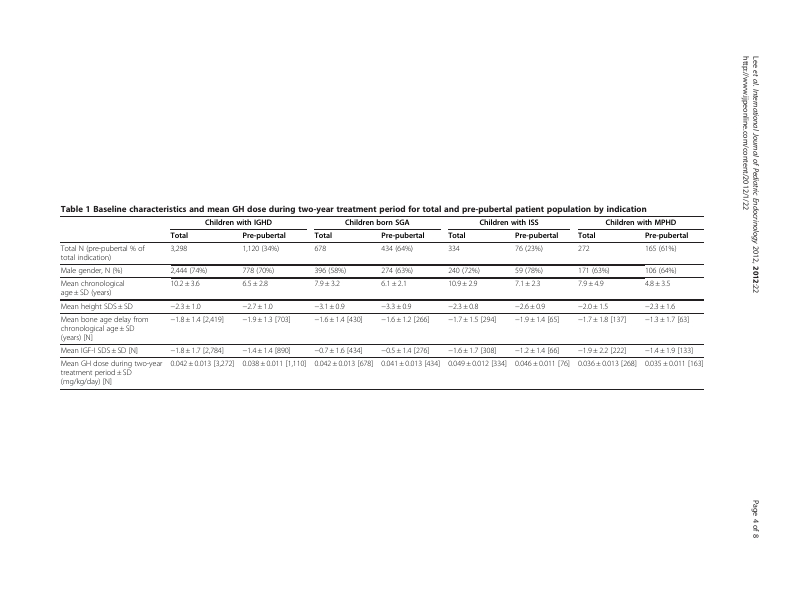 Lee et al. International Journal of Pediatric Endocrinology 2012, 2012:22
http://www.ijpeonline.com/content/2012/1/22
Page 4 of 8
Table 1 Baseline characteristics and mean GH dose during two-year treatment period for total and pre-pubertal patient population by indication
Children with IGHD Children born SGA Children with ISS Children with MPHD
Total Pre-pubertal Total Pre-pubertal Total Pre-pubertal Total Pre-pubertal
Total N (pre-pubertal % of 3,298 1,120 (34%) 678 434 (64%) 334 76 (23%) 272 165 (61%)
total indication)
Male gender, N (%) 2,444 (74%) 778 (70%) 396 (58%) 274 (63%) 240 (72%) 59 (78%) 171 (63%) 106 (64%)
Mean chronological 10.2 ± 3.6 6.5 ± 2.8 7.9 ± 3.2 6.1 ± 2.1 10.9 ± 2.9 7.1 ± 2.3 7.9 ± 4.9 4.8 ± 3.5
age ± SD (years)
Mean height SDS ± SD −2.3 ± 1.0 −2.7 ± 1.0 −3.1 ± 0.9 −3.3 ± 0.9 −2.3 ± 0.8 −2.6 ± 0.9 −2.0 ± 1.5 −2.3 ± 1.6
Mean bone age delay from −1.8 ± 1.4 [2,419] −1.9 ± 1.3 [703] −1.6 ± 1.4 [430] −1.6 ± 1.2 [266] −1.7 ± 1.5 [294] −1.9 ± 1.4 [65] −1.7 ± 1.8 [137] −1.3 ± 1.7 [63]
chronological age ± SD
(years) [N]
Mean IGF-I SDS ± SD [N] −1.8 ± 1.7 [2,784] −1.4 ± 1.4 [890] −0.7 ± 1.6 [434] −0.5 ± 1.4 [276] −1.6 ± 1.7 [308] −1.2 ± 1.4 [66] −1.9 ± 2.2 [222] −1.4 ± 1.9 [133]
Mean GH dose during two-year 0.042 ± 0.013 [3,272] 0.038 ± 0.011 [1,110] 0.042 ± 0.013 [678] 0.041 ± 0.013 [434] 0.049 ± 0.012 [334] 0.046 ± 0.011 [76] 0.036 ± 0.013 [268] 0.035 ± 0.011 [163]
treatment period ± SD
(mg/kg/day) [N]